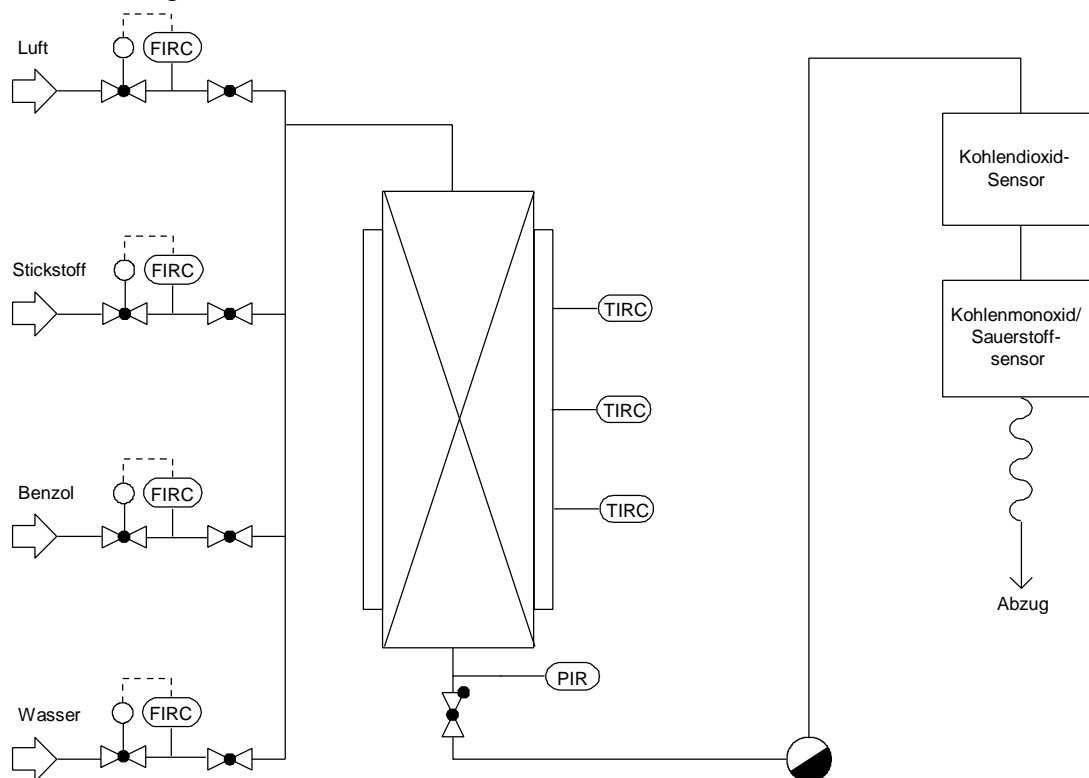 Luft
FIRC
Kohlendioxid-
Sensor
Stickstoff
FIRC
TIRC
Kohlenmonoxid/
Sauerstoff-
sensor
TIRC
Benzol
FIRC
TIRC
Abzug
PIR
Wasser
FIRC